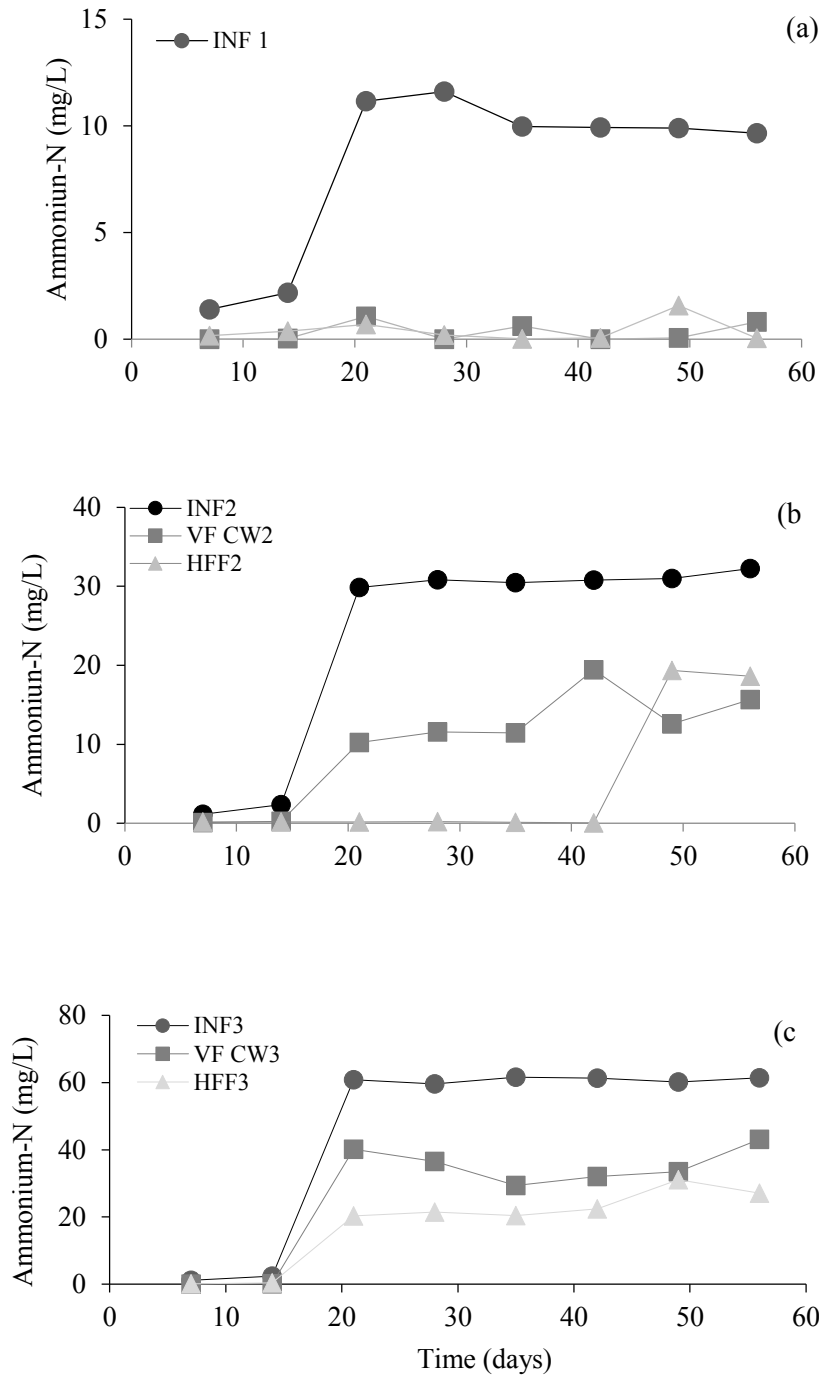 (a)
INF 1
15
10
5
0
Ammoniun-N (mg/L)
0 10 20 30 40 50 60
(b
INF2
VF CW2
HFF2
40
30
20
10
0
Ammoniun-N (mg/L)
0 10 20 30 40 50 60
(c
INF3
VF CW3
HFF3
80
60
40
20
0
Ammonium-N (mg/L)
0 10 20 30 40 50 60
Time (days)